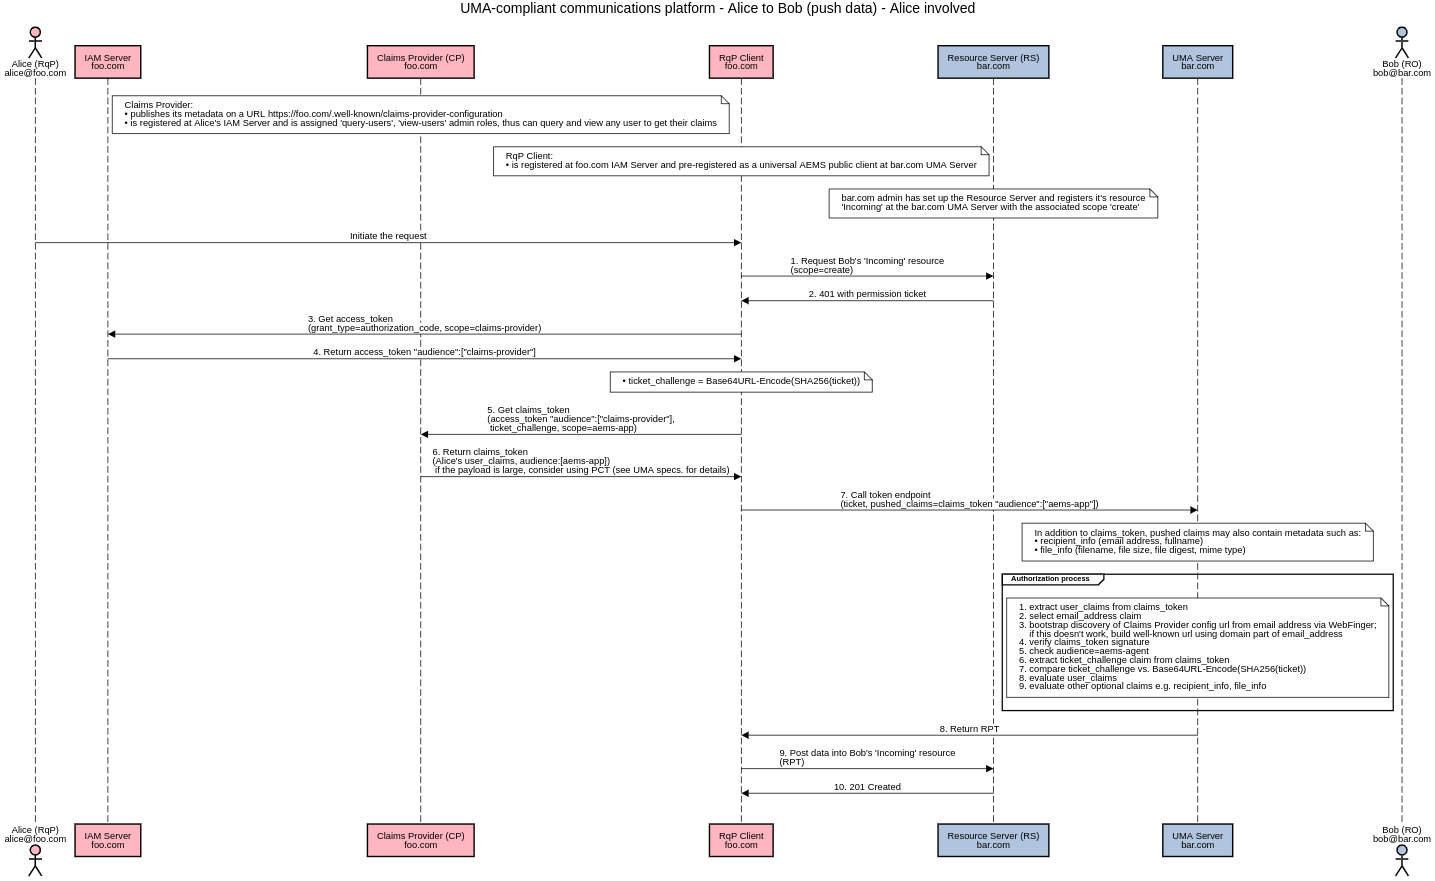 UMA-compliant communications platform - Alice to Bob (push data) - Alice involved
Alice (RqP)
alice@foo.com
IAM Server
foo.com
Claims Provider (CP)
foo.com
RqP Client
foo.com
Resource Server (RS)
bar.com
UMA Server
bar.com
Bob (RO)
bob@bar.com
Claims Provider:
• publishes its metadata on a URL https://foo.com/.well-known/claims-provider-configuration
• is registered at Alice's IAM Server and is assigned 'query-users', 'view-users' admin roles, thus can query and view any user to get their claims
RqP Client:
• is registered at foo.com IAM Server and pre-registered as a universal AEMS public client at bar.com UMA Server
bar.com admin has set up the Resource Server and registers it's resource
'Incoming' at the bar.com UMA Server with the associated scope 'create'
Initiate the request
1. Request Bob's 'Incoming' resource
(scope=create)
2. 401 with permission ticket
3. Get access_token
(grant_type=authorization_code, scope=claims-provider)
4. Return access_token "audience":["claims-provider"]
• ticket_challenge = Base64URL-Encode(SHA256(ticket))
5. Get claims_token
(access_token "audience":["claims-provider"],
ticket_challenge, scope=aems-app)
6. Return claims_token
(Alice's user_claims, audience:[aems-app])
if the payload is large, consider using PCT (see UMA specs. for details)
7. Call token endpoint
(ticket, pushed_claims=claims_token "audience":["aems-app"])
In addition to claims_token, pushed claims may also contain metadata such as:
• recipient_info (email address, fullname)
• file_info (filename, file size, file digest, mime type)
Authorization process
1. extract user_claims from claims_token
2. select email_address claim
3. bootstrap discovery of Claims Provider config url from email address via WebFinger;
if this doesn't work, build well-known url using domain part of email_address
4. verify claims_token signature
5. check audience=aems-agent
6. extract ticket_challenge claim from claims_token
7. compare ticket_challenge vs. Base64URL-Encode(SHA256(ticket))
8. evaluate user_claims
9. evaluate other optional claims e.g. recipient_info, file_info
8. Return RPT
9. Post data into Bob's 'Incoming' resource
(RPT)
10. 201 Created
Alice (RqP)
alice@foo.com
IAM Server
foo.com
Claims Provider (CP)
foo.com
RqP Client
foo.com
Resource Server (RS)
bar.com
UMA Server
bar.com
Bob (RO)
bob@bar.com